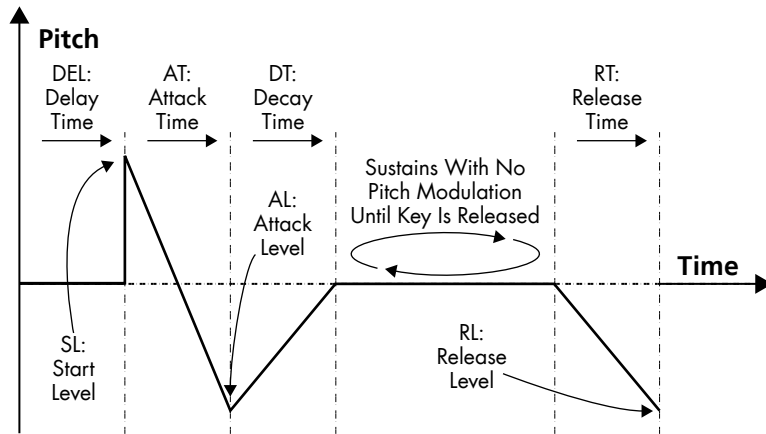 Pitch
DEL:
Delay
Time
AT:
Attack
Time
DT:
Decay
Time
RT:
Release
Time
Sustains With No
Pitch Modulation
Until Key Is Released
AL:
Attack
Level
Time
SL:
Start
Level
RL:
Release
Level